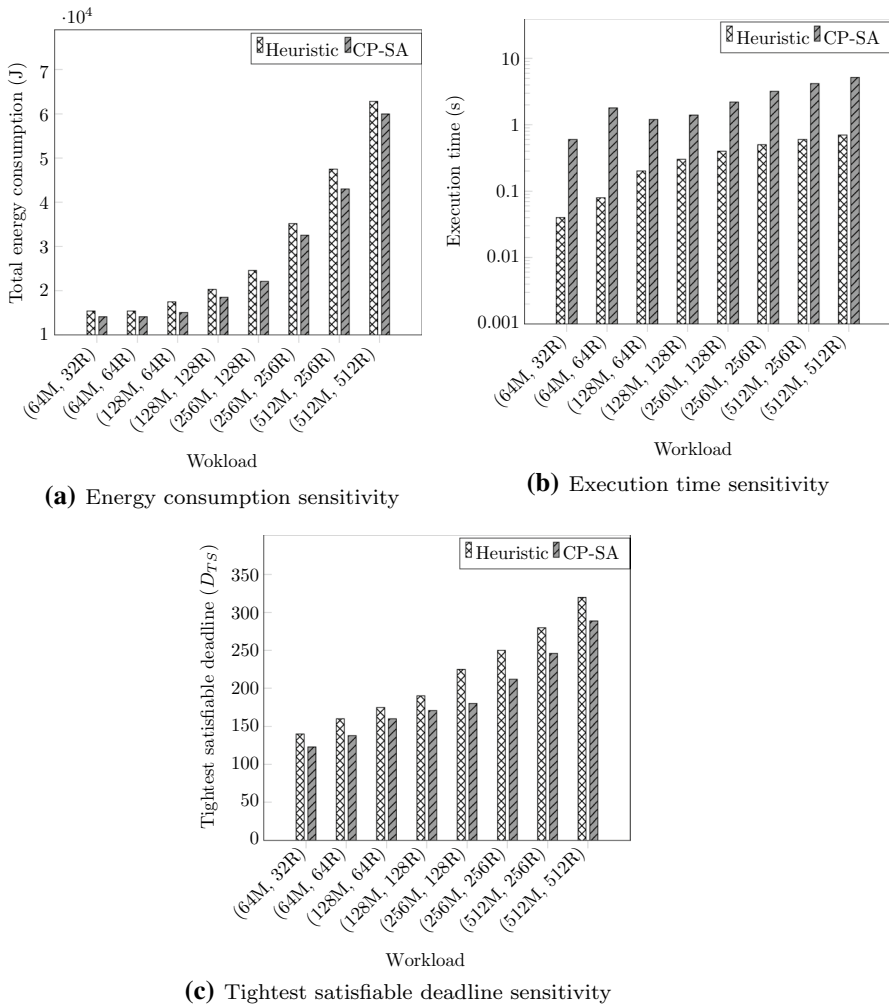 ·10⁴
Heuristic CP-SA
Total energy consumption (J)
7
6
5
4
3
2
1
(64M, 32R)
(64M, 64R)
(128M, 64R)
(128M, 128R)
(256M, 128R)
(256M, 256R)
(512M, 256R)
(512M, 512R)
Wokload
(a) Energy consumption sensitivity
Heuristic CP-SA
Execution time (s)
10
1
0.1
0.01
0.001
(64M, 32R)
(64M, 64R)
(128M, 64R)
(128M, 128R)
(256M, 128R)
(256M, 256R)
(512M, 256R)
(512M, 512R)
Workload
(b) Execution time sensitivity
Heuristic CP-SA
Tightest satisfiable deadline (D_TS)
350
300
250
200
150
100
50
0
(64M, 32R)
(64M, 64R)
(128M, 64R)
(128M, 128R)
(256M, 128R)
(256M, 256R)
(512M, 256R)
(512M, 512R)
Workload
(c) Tightest satisfiable deadline sensitivity